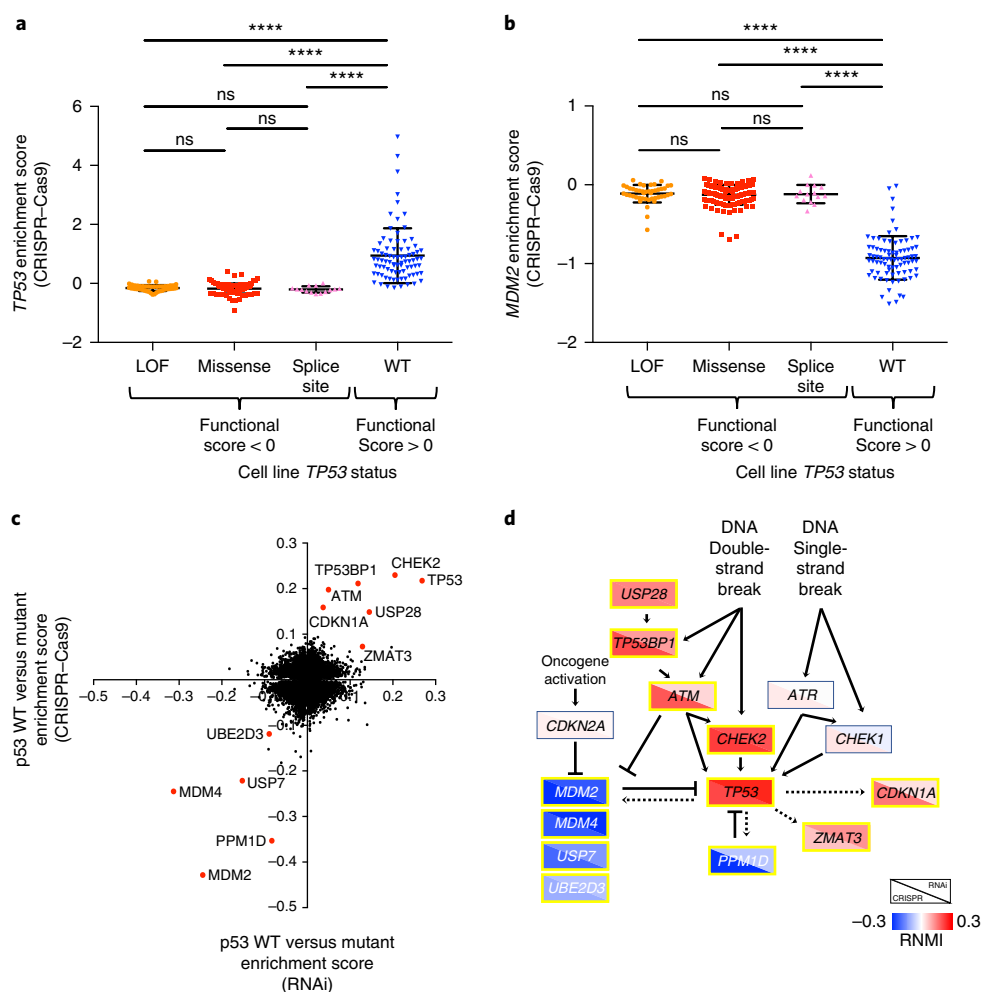 a
****
****
****
ns
ns
ns
6
4
2
0
−2
TP53 enrichment score
(CRISPR–Cas9)
LOF
Missense
Splice
site
WT
Functional
score < 0
Functional
Score > 0
Cell line TP53 status
b
****
****
****
ns
ns
ns
1
0
−1
−2
MDM2 enrichment score
(CRISPR–Cas9)
LOF
Missense
Splice
site
WT
Functional
score < 0
Functional
Score > 0
Cell line TP53 status
c
0.3
0.2
0.1
−0.5
−0.4
−0.3
−0.2
0.2
0.3
−0.2
−0.3
−0.4
−0.5
TP53BP1
CHEK2
TP53
ATM
USP28
CDKN1A
ZMAT3
UBE2D3
USP7
MDM4
PPM1D
MDM2
p53 WT versus mutant
enrichment score
(CRISPR–Cas9)
p53 WT versus mutant
enrichment score
(RNAi)
d
DNA
Double-
strand
break
DNA
Single-
strand
break
USP28
TP53BP1
Oncogene
activation
ATM
ATR
CDKN2A
CHEK2
CHEK1
MDM2
TP53
CDKN1A
MDM4
ZMAT3
USP7
PPM1D
UBE2D3
RNAi
CRISPR
−0.3
0.3
RNMI